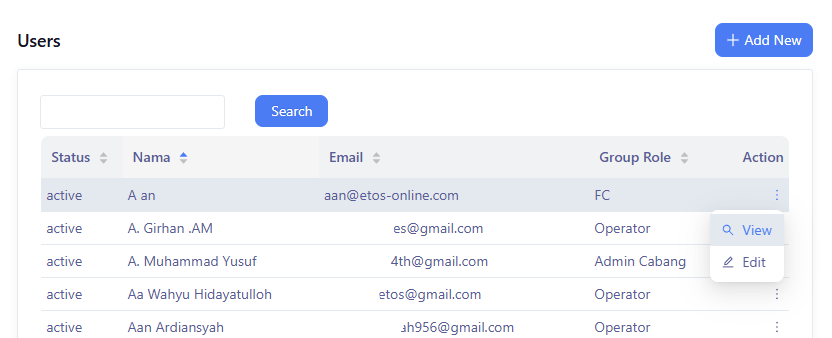 Users
+ Add New
Search
Status Nama Email Group Role Action
active A an aan@etos-online.com FC
active A. Girhan .AM es@gmail.com Operator
View
active A. Muhammad Yusuf 4th@gmail.com Admin Cabang
Edit
active Aa Wahyu Hidayatulloh etos@gmail.com Operator
active Aan Ardiansyah ah956@gmail.com Operator